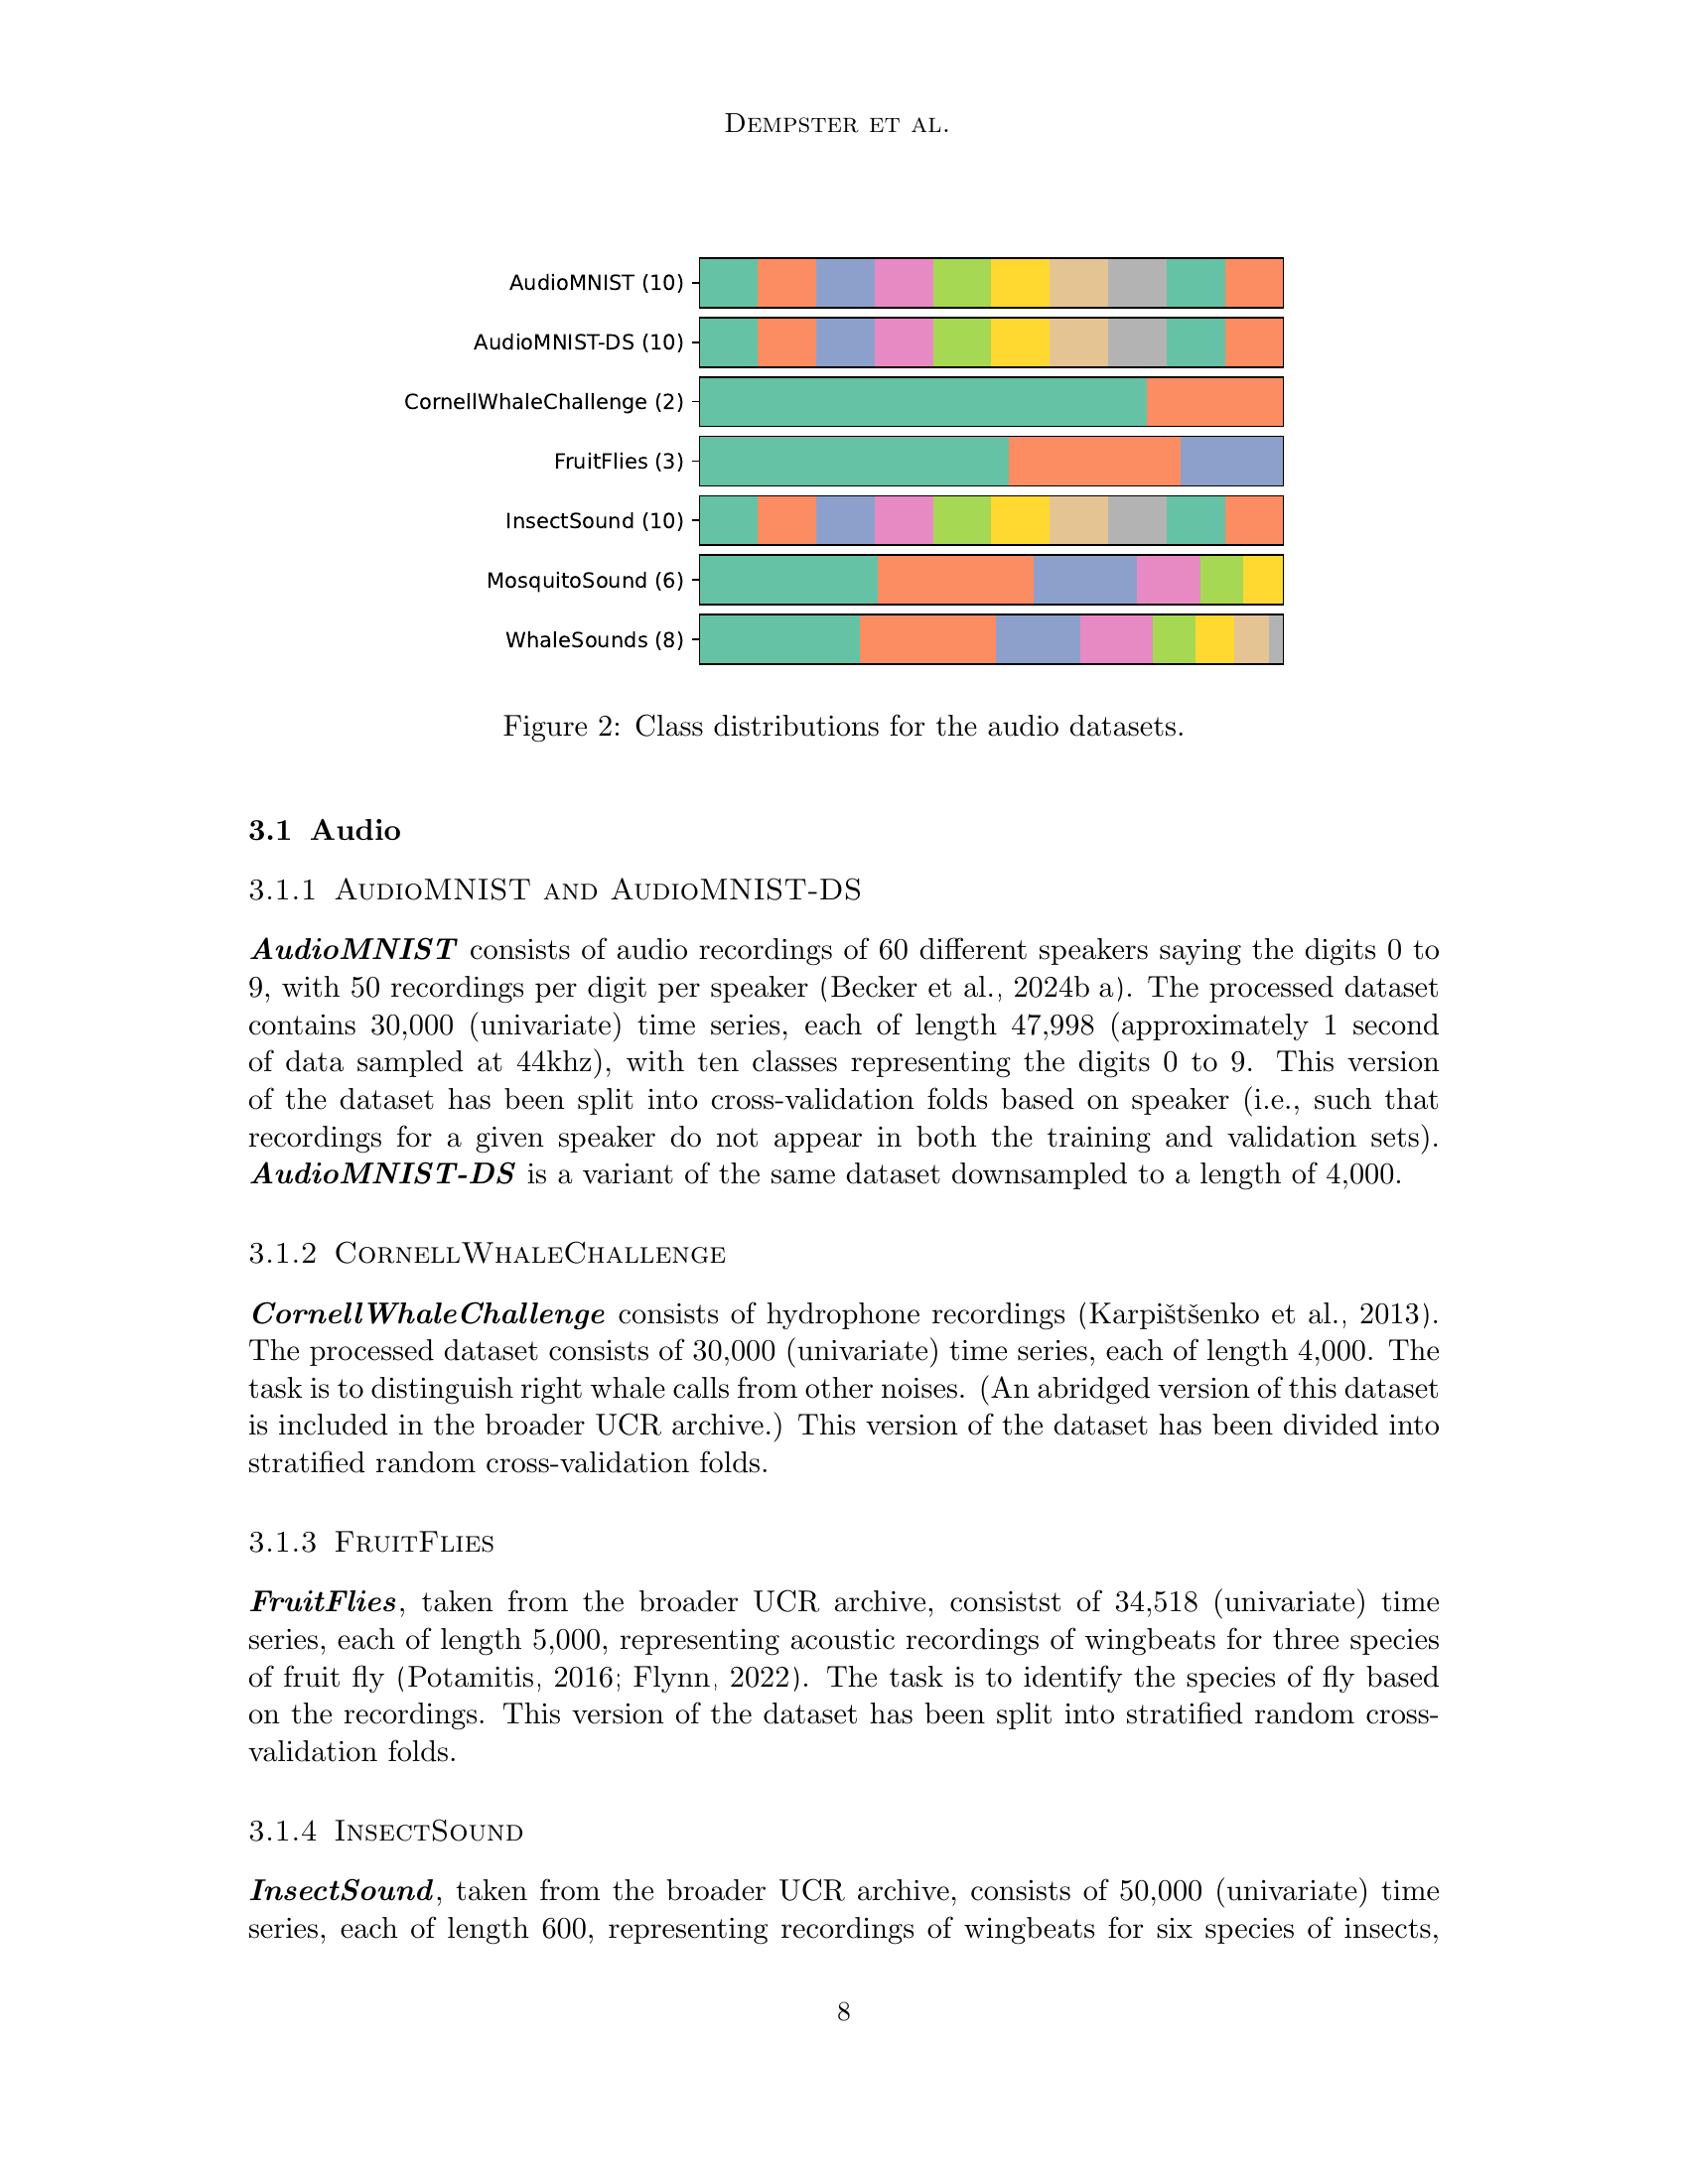 Dempster et al.
AudioMNIST (10)
AudioMNIST-DS (10)
CornellWhaleChallenge (2)
FruitFlies (3)
InsectSound (10)
MosquitoSound (6)
WhaleSounds (8)
Figure 2: Class distributions for the audio datasets.
3.1 Audio
3.1.1 AudioMNIST and AudioMNIST-DS
AudioMNIST consists of audio recordings of 60 different speakers saying the digits 0 to
9, with 50 recordings per digit per speaker (Becker et al., 2024b a). The processed dataset
contains 30,000 (univariate) time series, each of length 47,998 (approximately 1 second
of data sampled at 44khz), with ten classes representing the digits 0 to 9. This version
of the dataset has been split into cross-validation folds based on speaker (i.e., such that
recordings for a given speaker do not appear in both the training and validation sets).
AudioMNIST-DS is a variant of the same dataset downsampled to a length of 4,000.
3.1.2 CornellWhaleChallenge
CornellWhaleChallenge consists of hydrophone recordings (Karpištšenko et al., 2013).
The processed dataset consists of 30,000 (univariate) time series, each of length 4,000. The
task is to distinguish right whale calls from other noises. (An abridged version of this dataset
is included in the broader UCR archive.) This version of the dataset has been divided into
stratified random cross-validation folds.
3.1.3 FruitFlies
FruitFlies, taken from the broader UCR archive, consistst of 34,518 (univariate) time
series, each of length 5,000, representing acoustic recordings of wingbeats for three species
of fruit fly (Potamitis, 2016; Flynn, 2022). The task is to identify the species of fly based
on the recordings. This version of the dataset has been split into stratified random cross-
validation folds.
3.1.4 InsectSound
InsectSound, taken from the broader UCR archive, consists of 50,000 (univariate) time
series, each of length 600, representing recordings of wingbeats for six species of insects,
8